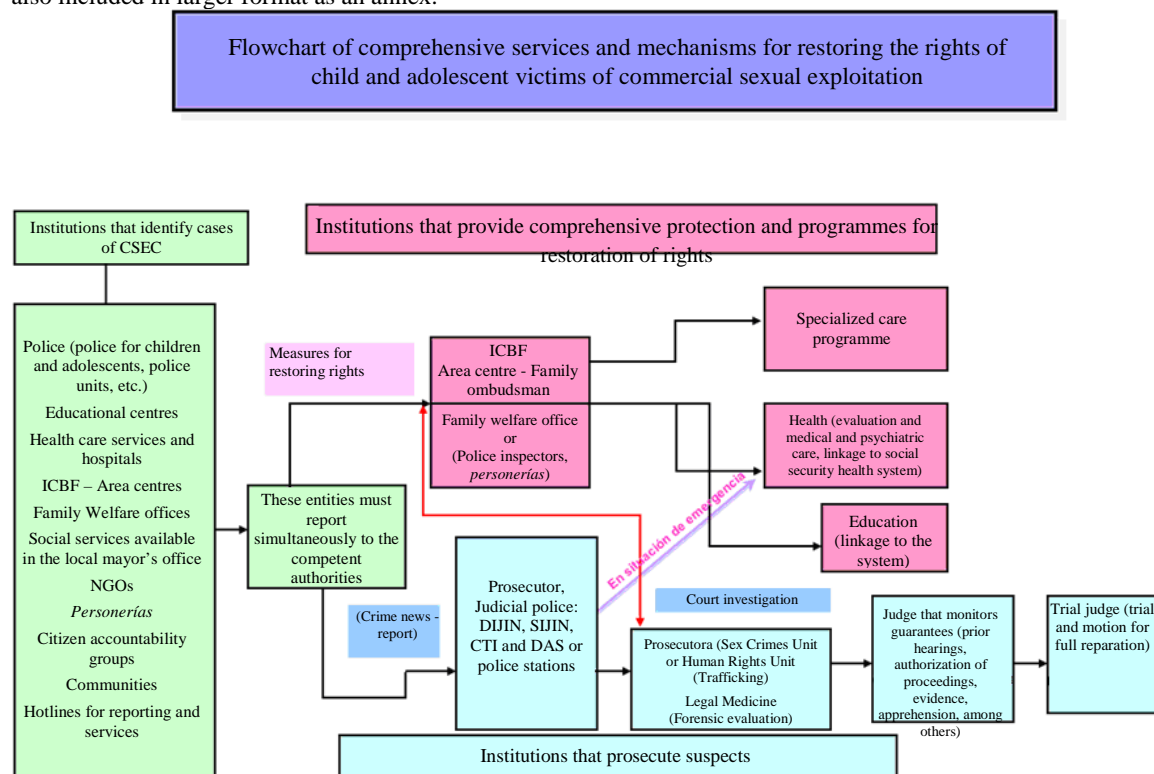 also included in larger format as an annex.
Flowchart of comprehensive services and mechanisms for restoring the rights of
child and adolescent victims of commercial sexual exploitation
Institutions that identify cases
of CSEC
Institutions that provide comprehensive protection and programmes for
restoration of rights
Police (police for children
and adolescents, police
units, etc.)
Educational centres
Health care services and
hospitals
ICBF – Area centres
Family Welfare offices
Social services available
in the local mayor's office
NGOs
Personerías
Citizen accountability
groups
Communities
Hotlines for reporting and
services
These entities must
report
simultaneously to the
competent
authorities
Measures for
restoring rights
ICBF
Area centre - Family
ombudsman
Family welfare office
or
(Police inspectors,
personerías)
Specialized care
programme
Health (evaluation and
medical and psychiatric
care, linkage to social
security health system)
Education
(linkage to the
system)
En situación de emergencia
(Crime news -
report)
Prosecutor,
Judicial police:
DIJIN, SIJIN,
CTI and DAS or
police stations
Court investigation
Prosecutora (Sex Crimes Unit
or Human Rights Unit
(Trafficking)
Legal Medicine
(Forensic evaluation)
Judge that monitors
guarantees (prior
hearings,
authorization of
proceedings,
evidence,
apprehension, among
others)
Trial judge (trial
and motion for
full reparation)
Institutions that prosecute suspects